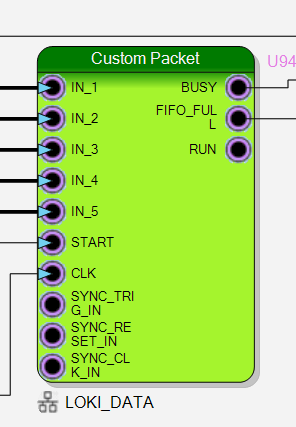 Custom Packet
U94
IN_1
BUSY
IN_2
FIFO_FUL
L
IN_3
RUN
IN_4
IN_5
START
CLK
SYNC_TRI
G_IN
SYNC_RE
SET_IN
SYNC_CL
K_IN
LOKI_DATA